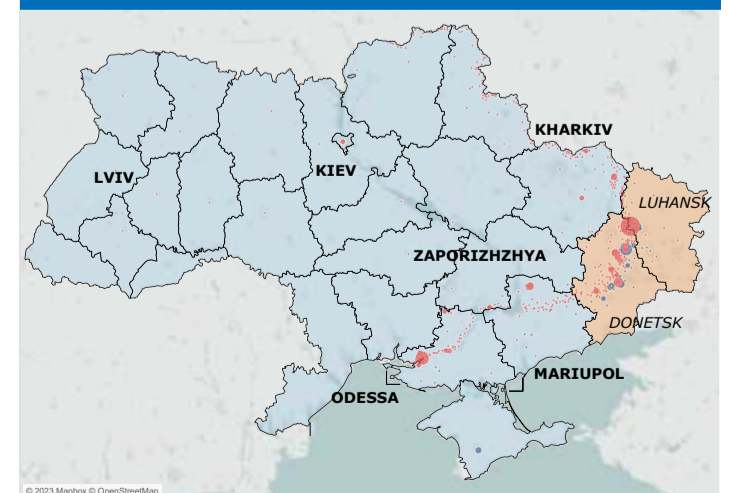 KHARKIV
LVIV
KIEV
LUHANSK
ZAPORIZHZHYA
DONETSK
MARIUPOL
ODESSA
© 2023 Mapbox © OpenStreetMap